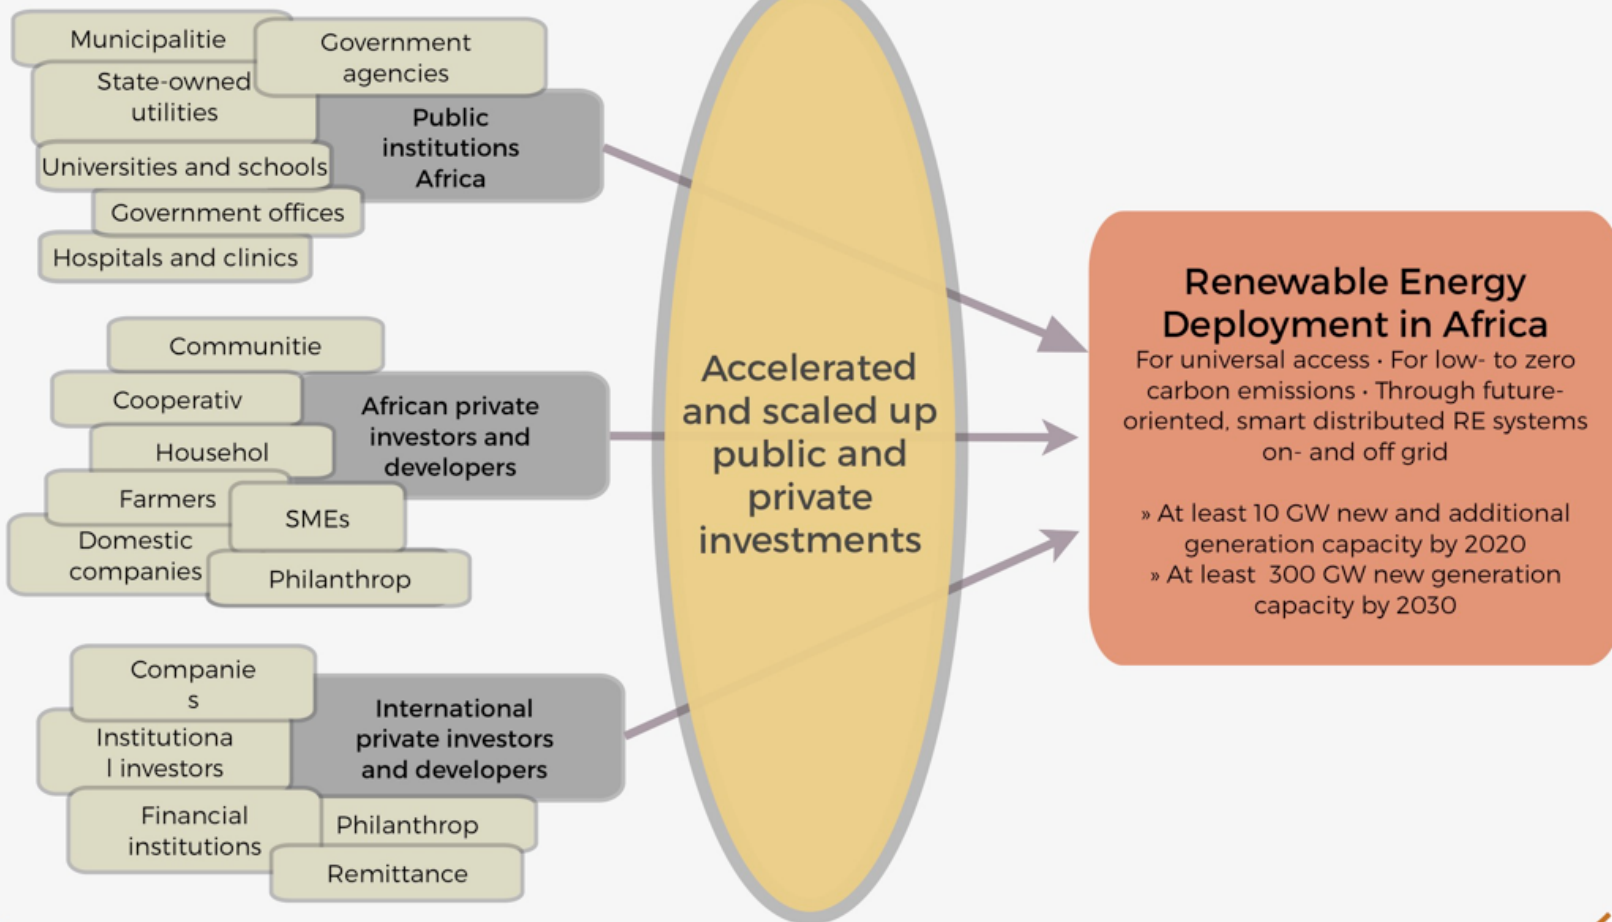 Municipalitie
Government
agencies
State-owned
utilities
Universities and schools
Government offices
Hospitals and clinics
Public
institutions
Africa
Communitie
Cooperativ
Househol
Farmers
SMEs
Domestic
companies
Philanthrop
African private
investors and
developers
Companie
s
Institutiona
l investors
Financial
institutions
Philanthrop
Remittance
International
private investors
and developers
Accelerated
and scaled up
public and
private
investments
Renewable Energy
Deployment in Africa
For universal access · For low- to zero
carbon emissions · Through future-
oriented, smart distributed RE systems
on- and off grid
» At least 10 GW new and additional
generation capacity by 2020
» At least 300 GW new generation
capacity by 2030